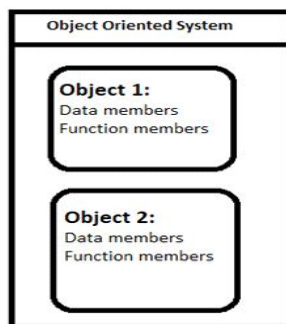 Object Oriented System
Object 1:
Data members
Function members
Object 2:
Data members
Function members